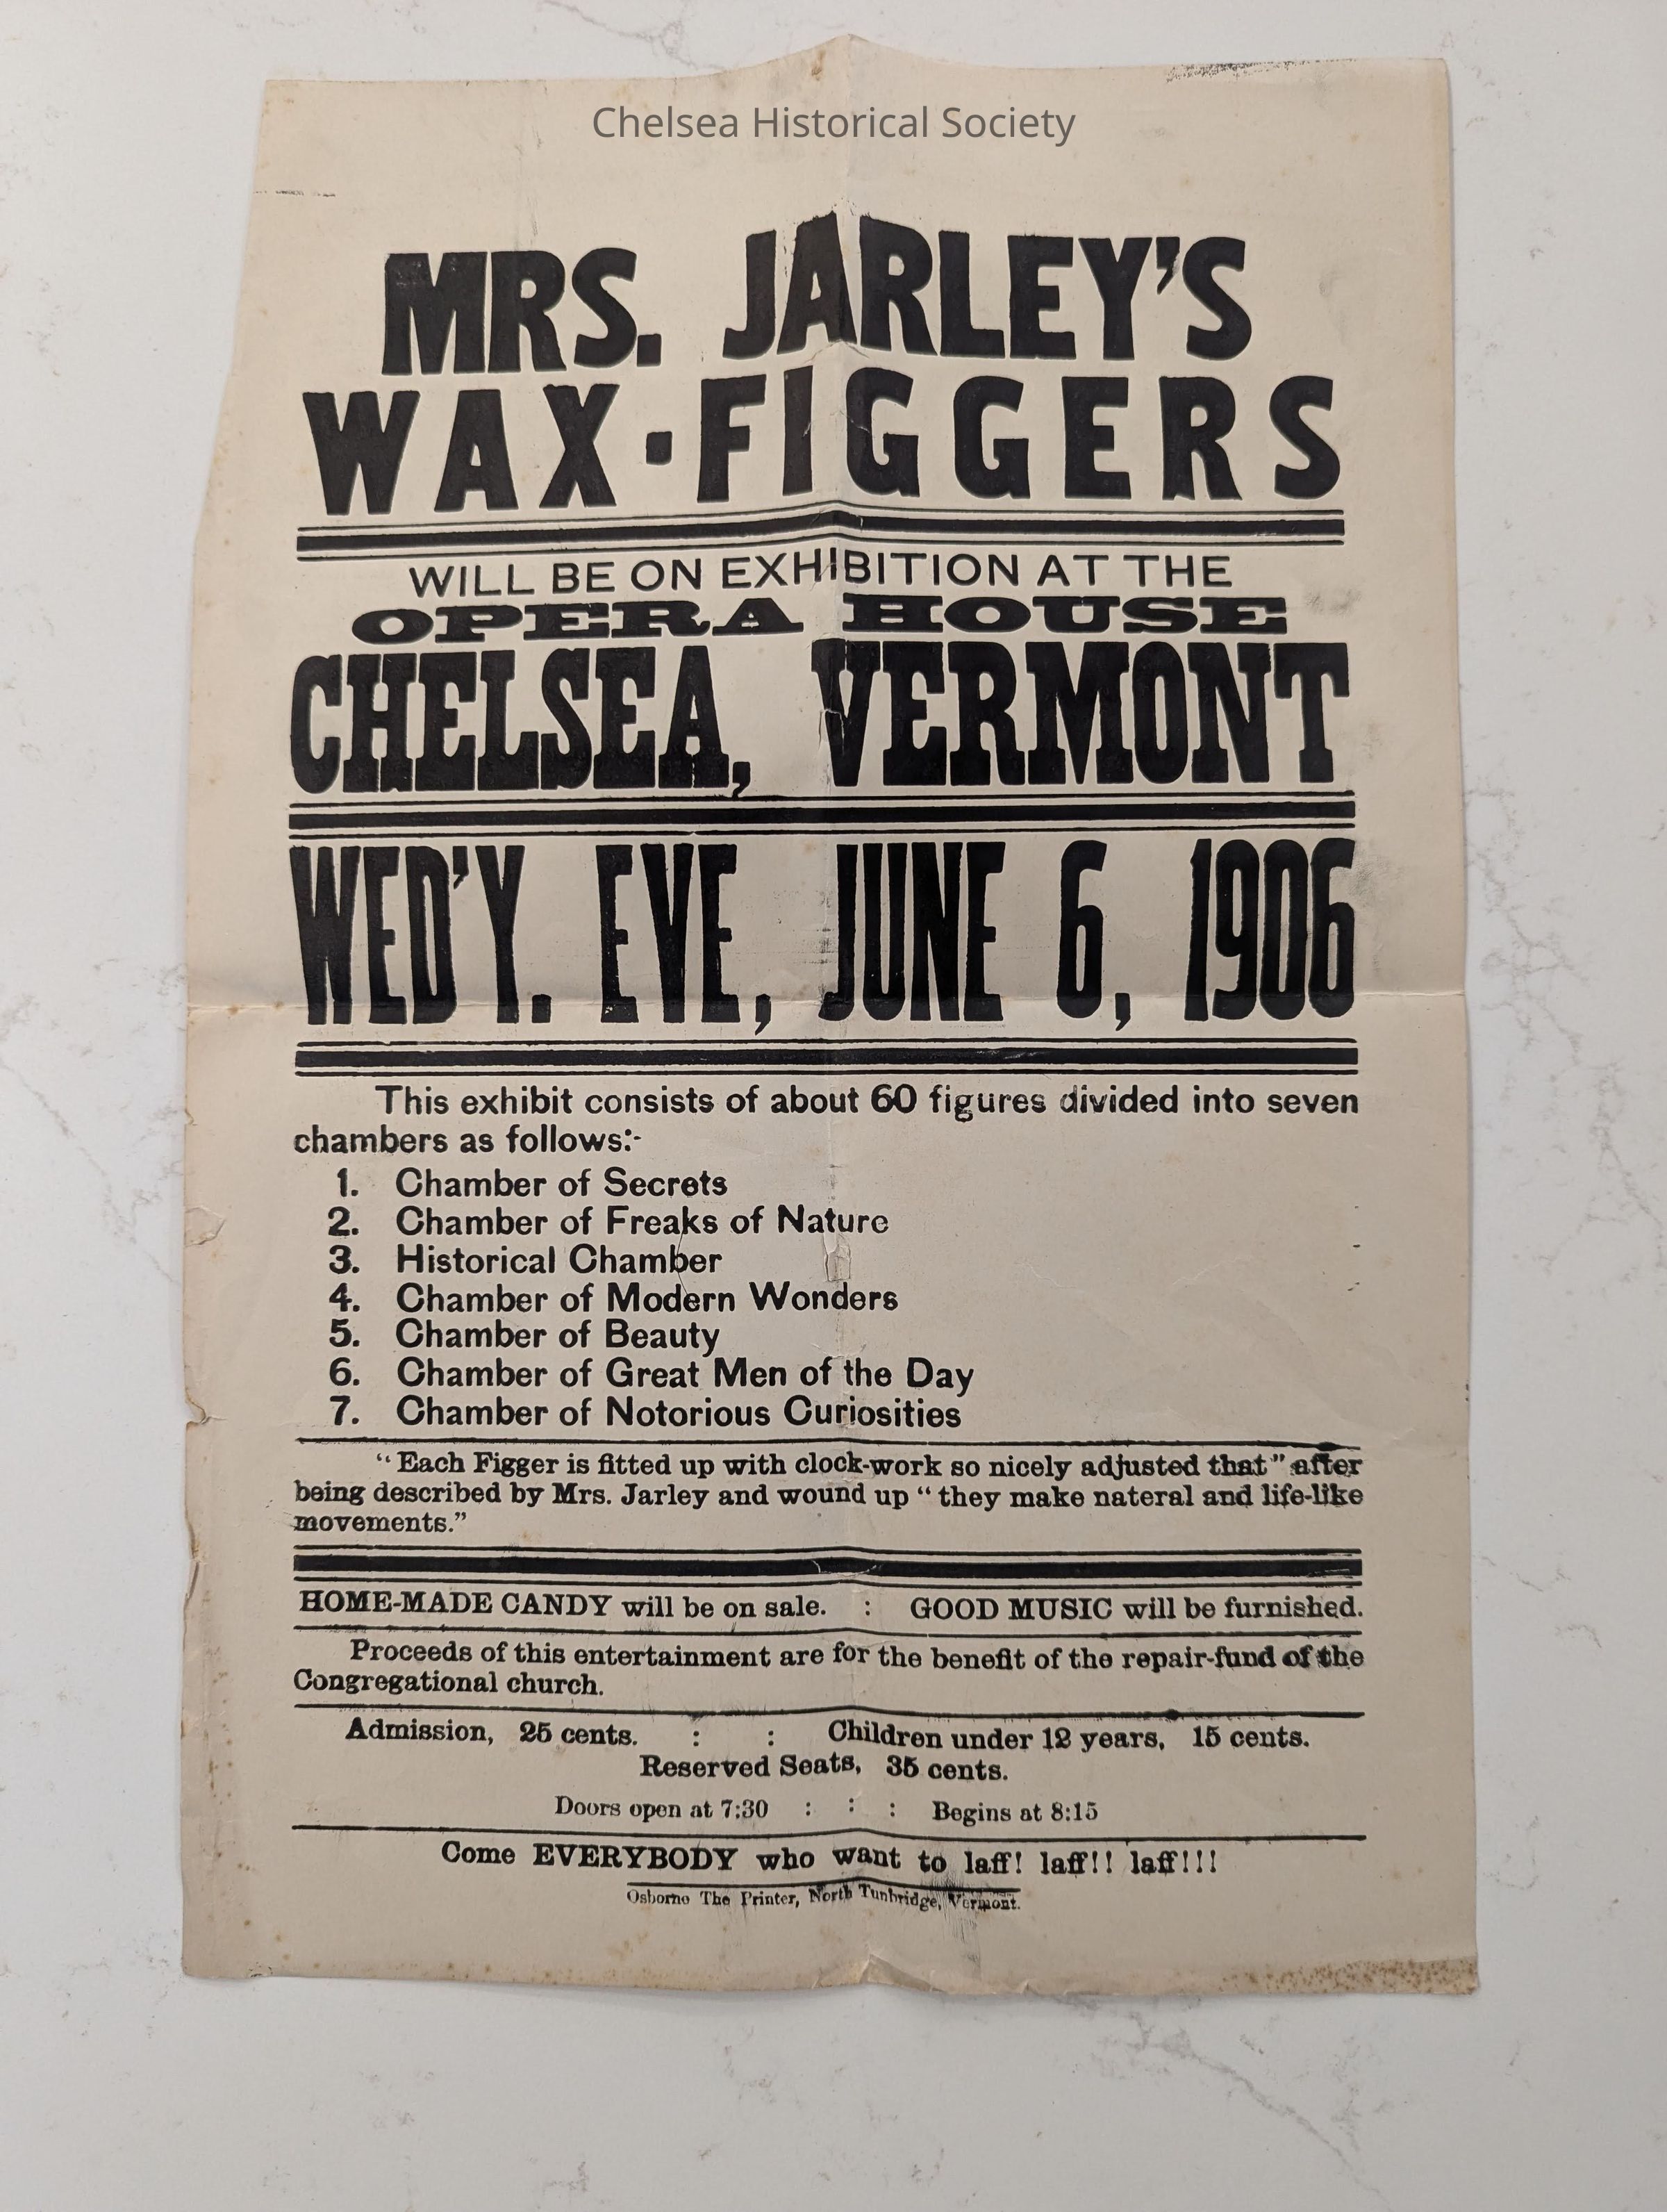 Chelsea Historical Society
MRS. JARLEY'S
WAX·FIGGERS
WILL BE ON EXHIBITION AT THE
OPERA HOUSE
CHELSEA, VERMONT
WED'Y. EVE, JUNE 6, 1906
This exhibit consists of about 60 figures divided into seven
chambers as follows:-
1. Chamber of Secrets
2. Chamber of Freaks of Nature
3. Historical Chamber
4. Chamber of Modern Wonders
5. Chamber of Beauty
6. Chamber of Great Men of the Day
7. Chamber of Notorious Curiosities
"Each Figger is fitted up with clock-work so nicely adjusted that" after
being described by Mrs. Jarley and wound up "they make nateral and life-like
movements."
HOME-MADE CANDY will be on sale. : GOOD MUSIC will be furnished.
Proceeds of this entertainment are for the benefit of the repair-fund of the
Congregational church.
Admission, 25 cents. : : Children under 12 years, 15 cents.
Reserved Seats, 35 cents.
Doors open at 7:30 : : : Begins at 8:15
Come EVERYBODY who want to laff! laff!! laff!!!
Osborne The Printer, North Tunbridge, Vermont.